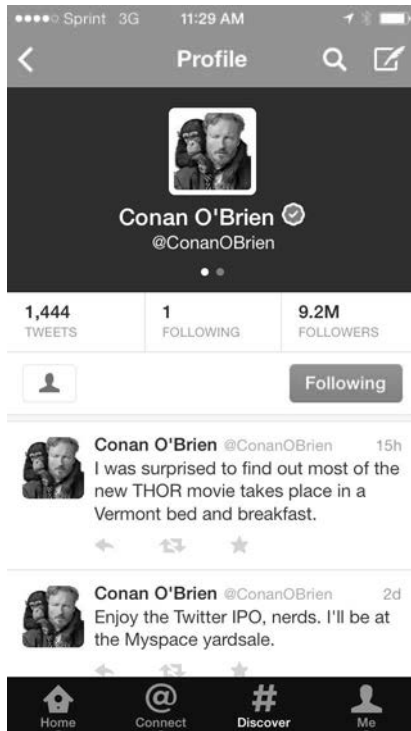 Sprint 3G 11:29 AM
Profile
Conan O'Brien
@ConanOBrien
1,444 1 9.2M
TWEETS FOLLOWING FOLLOWERS
Following
Conan O'Brien @ConanOBrien 15h
I was surprised to find out most of the
new THOR movie takes place in a
Vermont bed and breakfast.
Conan O'Brien @ConanOBrien 2d
Enjoy the Twitter IPO, nerds. I'll be at
the Myspace yardsale.
Home Connect Discover Me